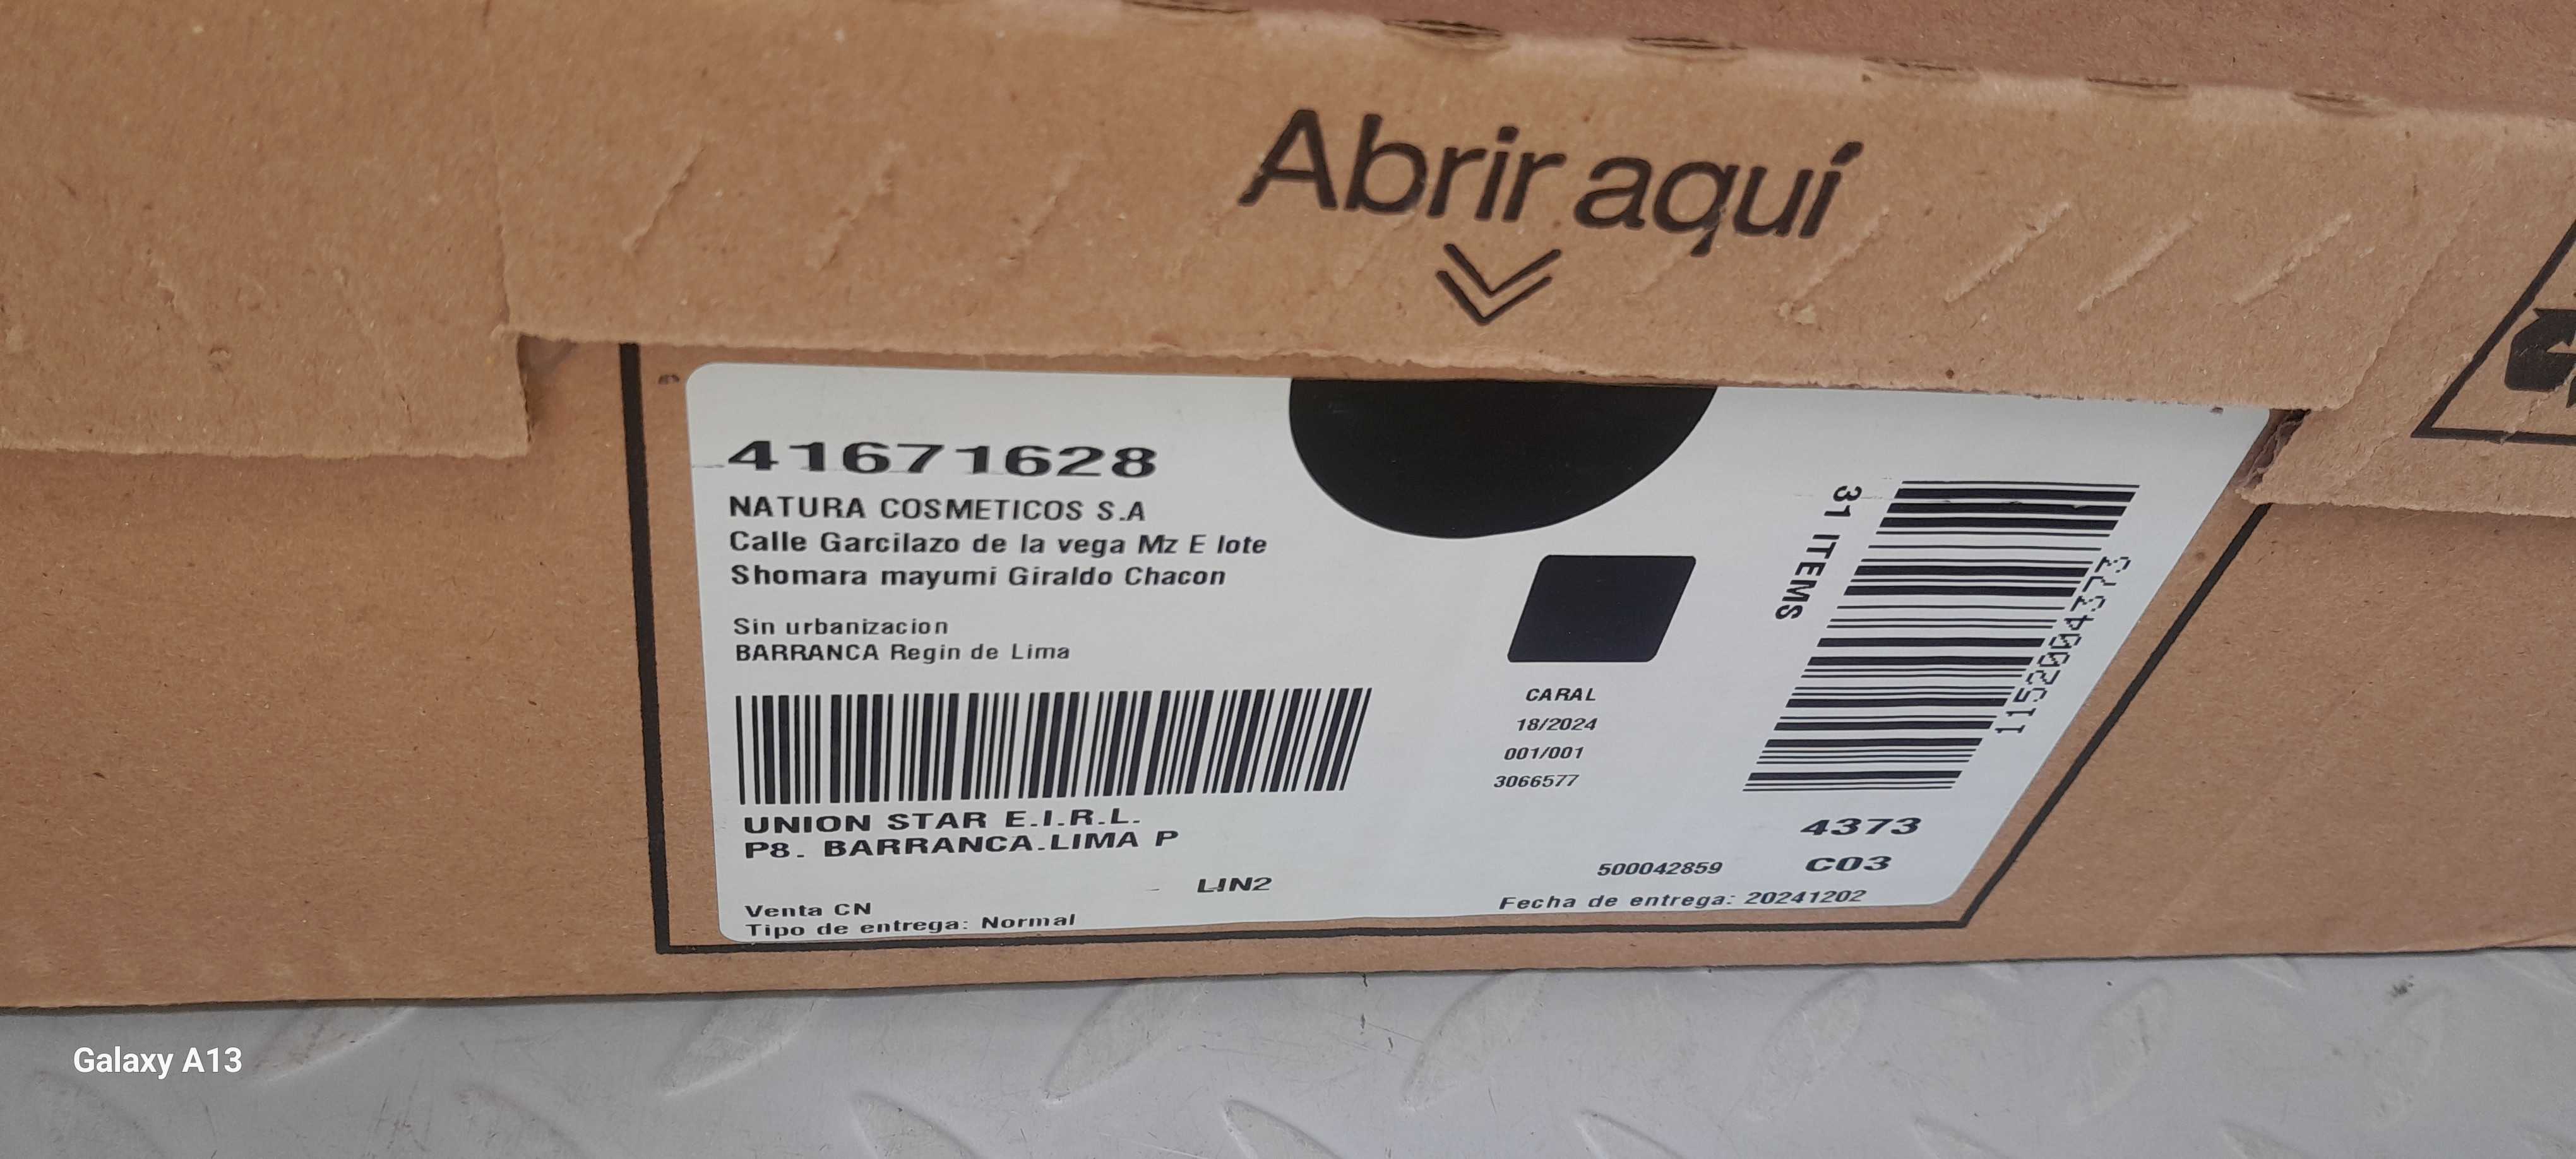 Abrir aquí
41671628
NATURA COSMETICOS S.A
Calle Garcilazo de la vega Mz E lote
Shomara mayumi Giraldo Chacon
Sin urbanizacion
BARRANCA Regin de Lima
UNION STAR E.I.R.L.
P8. BARRANCA.LIMA P
LIN2
Venta CN
Tipo de entrega: Normal
CARAL
18/2024
001/001
3066577
31 ITEMS
115200437373
4373
C03
500042859
Fecha de entrega: 20241202
Galaxy A13